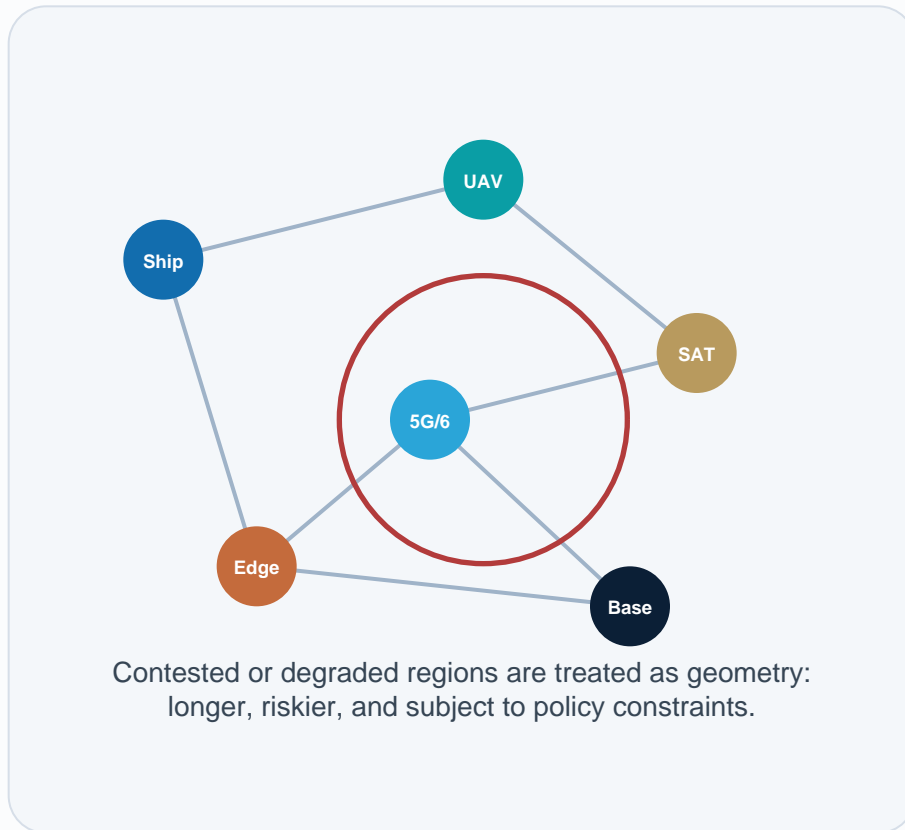 UAV
Ship
SAT
5G/6
Edge
Base
Contested or degraded regions are treated as geometry:
longer, riskier, and subject to policy constraints.